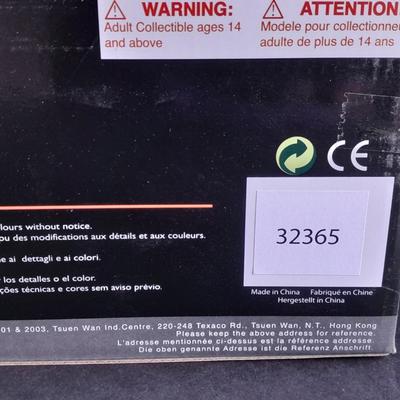 WARNING:
Adult Collectible ages 14
and above
ATTENTION
Modele pour collectionne
adulte de plus de 14 ans
CE
lours without notice.
ou des modifications aux détails et aux couleurs.
ne ai dettagli e ai colori.
r los detalles o el color.
ções técnicas e cores sem aviso prévio.
32365
Made in China Fabriqué en Chine
Hergestellt in China
01 & 2003, Tsuen Wan Ind.Centre, 220-248 Texaco Rd., Tsuen Wan, N.T., Hong Kong
Please keep the above address for reference.
L'adresse mentionnée ci-dessus est la référence adresse.
Die oben genannte Adresse ist die Referenz Anschrift.